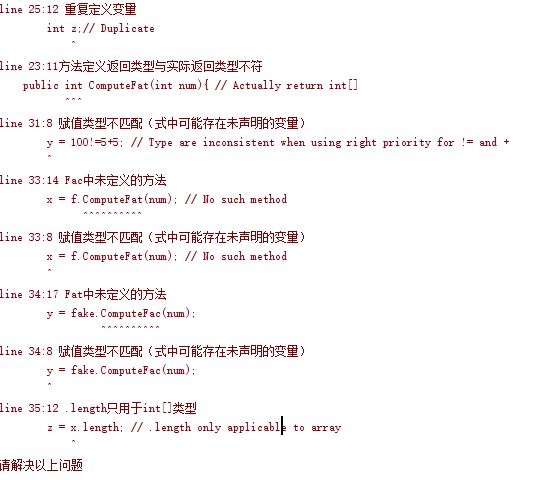 line 25:12 重复定义变量
int z;// Duplicate
^
line 23:11方法定义返回类型与实际返回类型不符
public int ComputeFat(int num){ // Actually return int[]
^^^
line 31:8 赋值类型不匹配（式中可能存在未声明的变量）
y = 100!=5+5; // Type are inconsistent when using right priority for != and +
^
line 33:14 Fac中未定义的方法
x = f.ComputeFat(num); // No such method
^^^^^^^^^^
line 33:8 赋值类型不匹配（式中可能存在未声明的变量）
x = f.ComputeFat(num); // No such method
^
line 34:17 Fat中未定义的方法
y = fake.ComputeFac(num);
^^^^^^^^^^
line 34:8 赋值类型不匹配（式中可能存在未声明的变量）
y = fake.ComputeFac(num);
^
line 35:12 .length只用于int[]类型
z = x.length; // .length only applicable to array
^
请解决以上问题